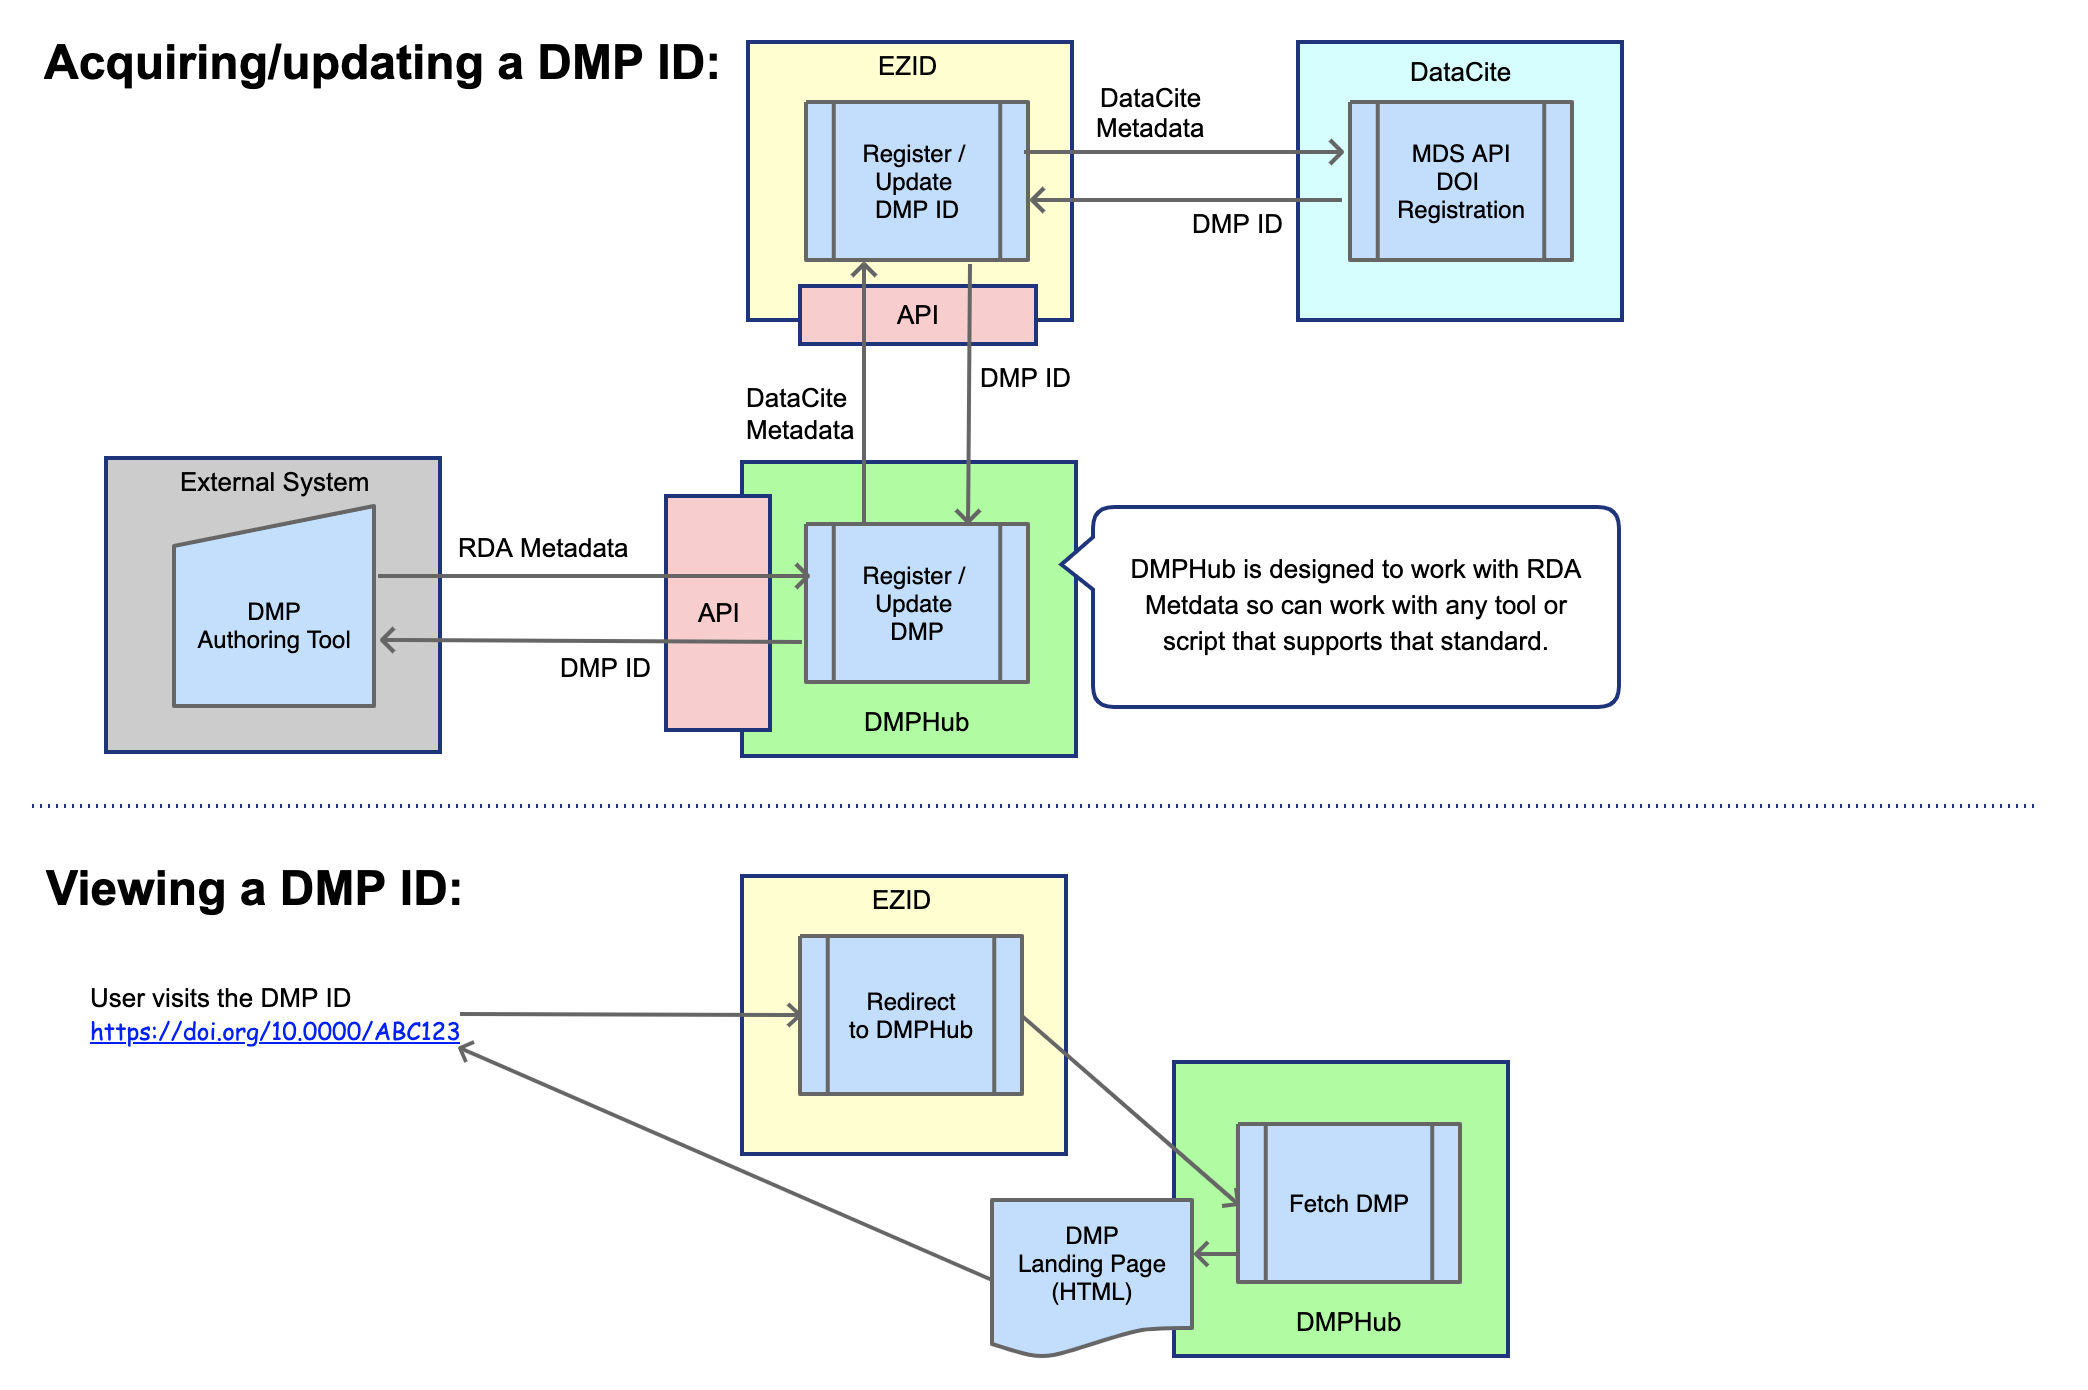 Acquiring/updating a DMP ID:
EZID
Register /
Update
DMP ID
API
DataCite
Metadata
DMP ID
DataCite
MDS API
DOI
Registration
DataCite
Metadata
DMP ID
External System
DMP
Authoring Tool
RDA Metadata
DMP ID
API
Register /
Update
DMP
DMPHub
DMPHub is designed to work with RDA
Metdata so can work with any tool or
script that supports that standard.
Viewing a DMP ID:
User visits the DMP ID
https://doi.org/10.0000/ABC123
EZID
Redirect
to DMPHub
Fetch DMP
DMP
Landing Page
(HTML)
DMPHub